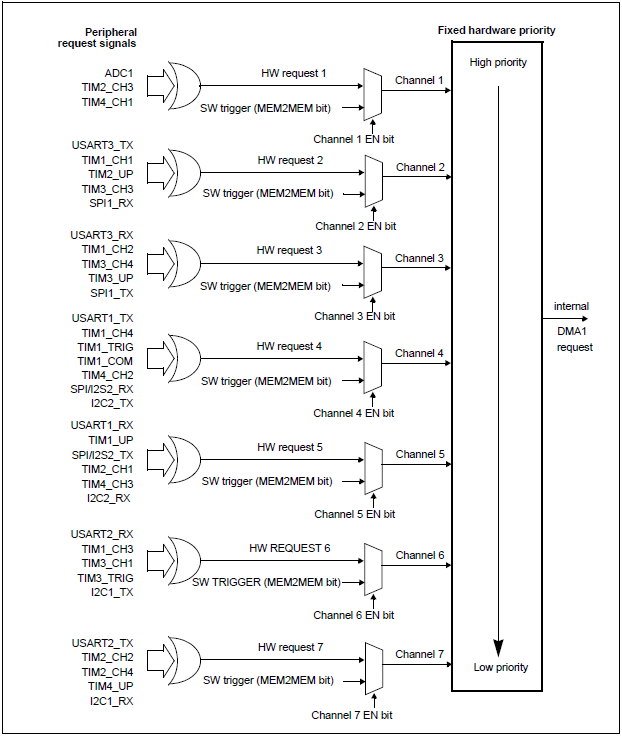 Peripheral
request signals
Fixed hardware priority
High priority
ADC1
TIM2_CH3
TIM4_CH1
HW request 1
SW trigger (MEM2MEM bit)
Channel 1
Channel 1 EN bit
USART3_TX
TIM1_CH1
TIM2_UP
TIM3_CH3
SPI1_RX
HW request 2
SW trigger (MEM2MEM bit)
Channel 2
Channel 2 EN bit
USART3_RX
TIM1_CH2
TIM3_CH4
TIM3_UP
SPI1_TX
HW request 3
SW trigger (MEM2MEM bit)
Channel 3
Channel 3 EN bit
internal
DMA1
request
USART1_TX
TIM1_CH4
TIM1_TRIG
TIM1_COM
TIM4_CH2
SPI/I2S2_RX
I2C2_TX
HW request 4
SW trigger (MEM2MEM bit)
Channel 4
Channel 4 EN bit
USART1_RX
TIM1_UP
SPI/I2S2_TX
TIM2_CH1
TIM4_CH3
I2C2_RX
HW request 5
SW trigger (MEM2MEM bit)
Channel 5
Channel 5 EN bit
USART2_RX
TIM1_CH3
TIM3_CH1
TIM3_TRIG
I2C1_TX
HW REQUEST 6
SW TRIGGER (MEM2MEM bit)
Channel 6
Channel 6 EN bit
USART2_TX
TIM2_CH2
TIM2_CH4
TIM4_UP
I2C1_RX
HW request 7
SW trigger (MEM2MEM bit)
Channel 7
Channel 7 EN bit
Low priority